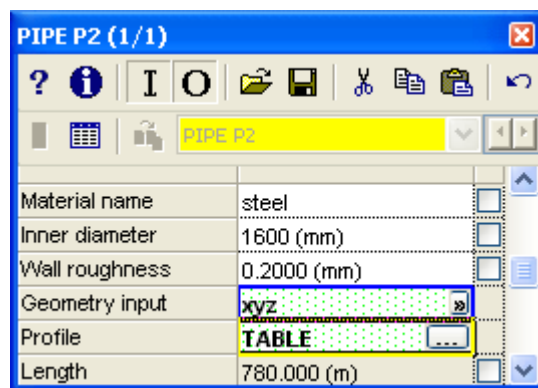 PIPE P2 (1/1)
? i I O
PIPE P2
Material name steel
Inner diameter 1600 (mm)
Wall roughness 0.2000 (mm)
Geometry input xyz »
Profile TABLE ...
Length 780.000 (m)